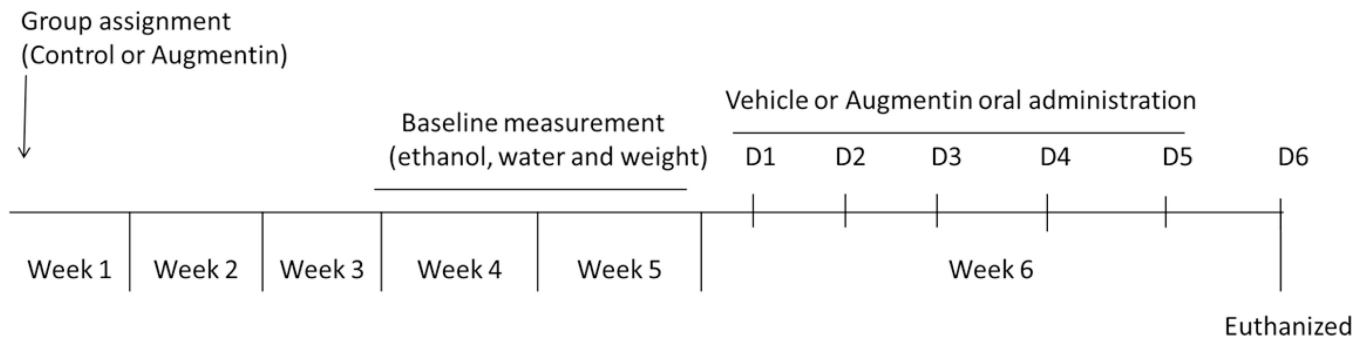 Group assignment
(Control or Augmentin)
Vehicle or Augmentin oral administration
Baseline measurement
(ethanol, water and weight)
D1 D2 D3 D4 D5 D6
Week 1 Week 2 Week 3 Week 4 Week 5 Week 6
Euthanized